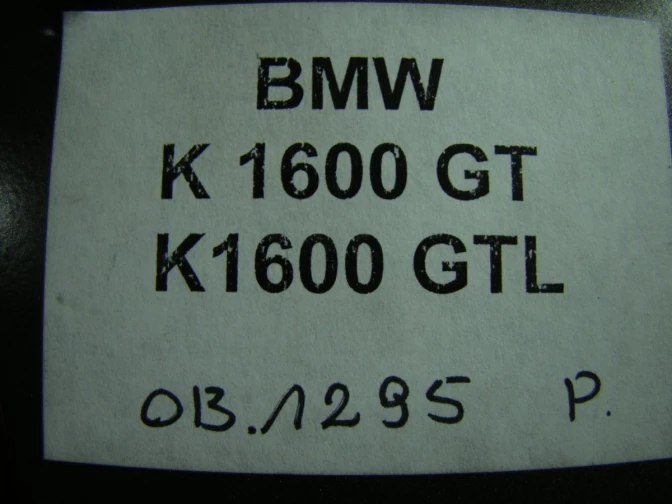 BMW
K 1600 GT
K1600 GTL
OB.1295 P.